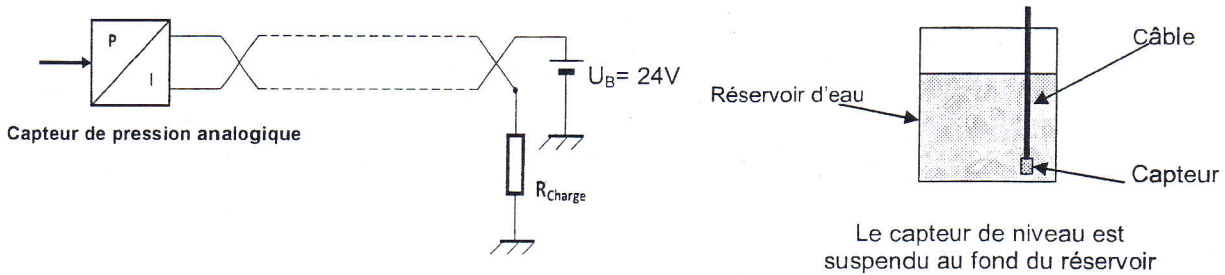 P
I
U_B= 24V
Capteur de pression analogique
R_Charge
Câble
Réservoir d'eau
Capteur
Le capteur de niveau est
suspendu au fond du réservoir